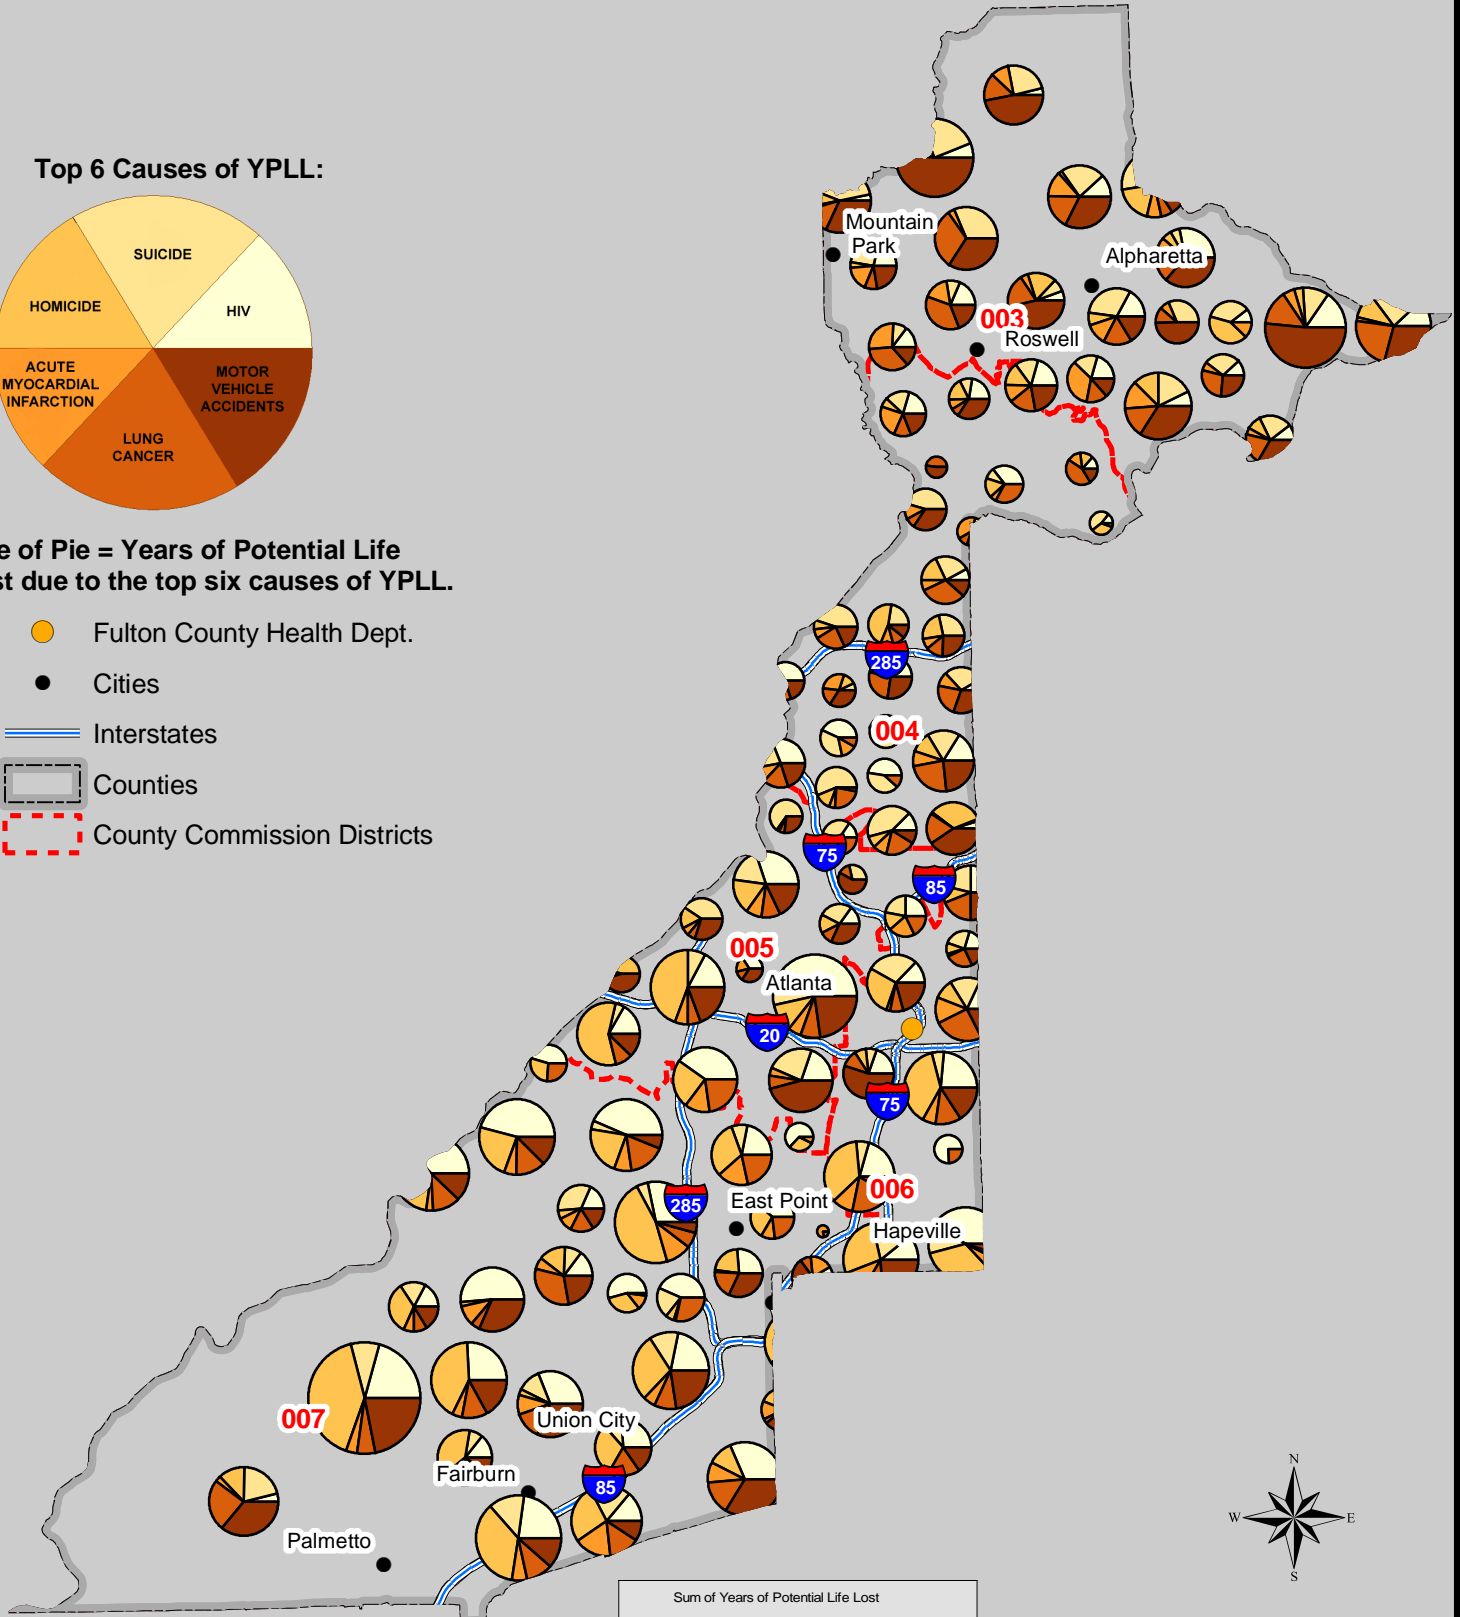 Top 6 Causes of YPLL:
SUICIDE
HOMICIDE
HIV
ACUTE
MYOCARDIAL
INFARCTION
MOTOR
VEHICLE
ACCIDENTS
LUNG
CANCER
e of Pie = Years of Potential Life
st due to the top six causes of YPLL.
Fulton County Health Dept.
Cities
Interstates
Counties
County Commission Districts
Mountain
Park
Alpharetta
003
Roswell
285
004
75
85
005
Atlanta
20
75
006
285
East Point
Hapeville
007
Union City
Fairburn
85
Palmetto
N
W
E
S
Sum of Years of Potential Life Lost